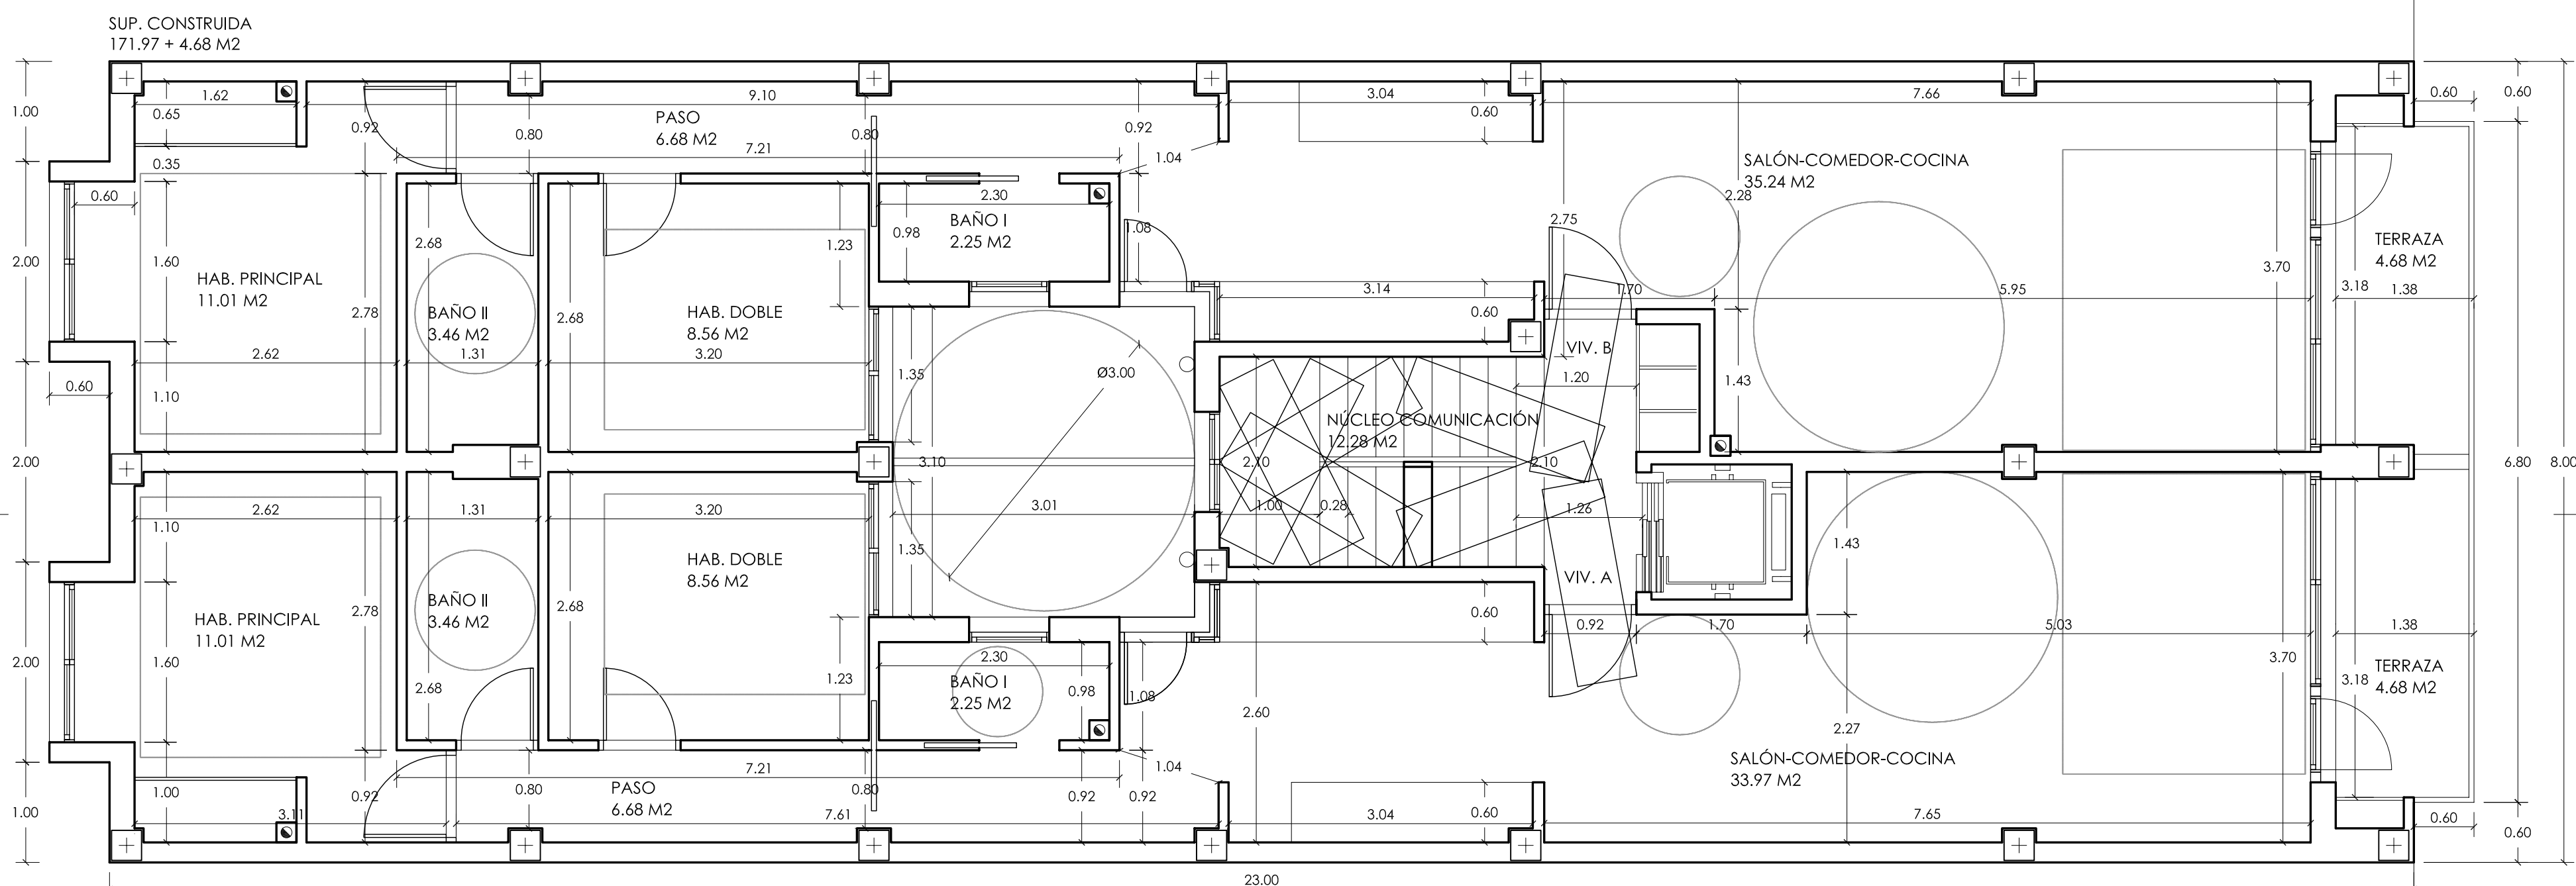 SUP. CONSTRUIDA
171.97 + 4.68 M2
1.62
9.10
3.04
7.66
0.60
0.60
1.00
0.65
0.92
0.80
PASO
6.68 M2
0.80
0.92
0.60
7.21
1.04
0.35
SALÓN-COMEDOR-COCINA
35.24 M2
0.60
2.30
2.28
BAÑO I
2.25 M2
0.98
1.08
2.75
2.68
1.23
TERRAZA
4.68 M2
2.00
1.60
HAB. PRINCIPAL
11.01 M2
3.70
3.14
1.70
5.95
3.18
1.38
2.78
BAÑO II
3.46 M2
2.68
HAB. DOBLE
8.56 M2
0.60
2.62
1.31
3.20
VIV. B
0.60
1.10
1.35
Ø3.00
1.20
1.43
NÚCLEO COMUNICACIÓN
12.28 M2
2.00
3.10
2.10
2.10
6.80
8.00
2.62
1.31
3.20
3.01
1.00
0.28
1.26
1.10
1.35
1.43
HAB. DOBLE
8.56 M2
VIV. A
BAÑO II
3.46 M2
2.78
2.68
0.60
HAB. PRINCIPAL
11.01 M2
0.92
1.70
5.03
1.38
2.00
1.60
2.30
3.70
TERRAZA
4.68 M2
2.68
1.23
BAÑO I
2.25 M2
0.98
1.08
3.18
2.60
2.27
SALÓN-COMEDOR-COCINA
33.97 M2
7.21
1.04
PASO
6.68 M2
1.00
0.92
0.80
0.80
0.92
0.92
1.00
3.11
7.61
3.04
0.60
7.65
0.60
0.60
23.00